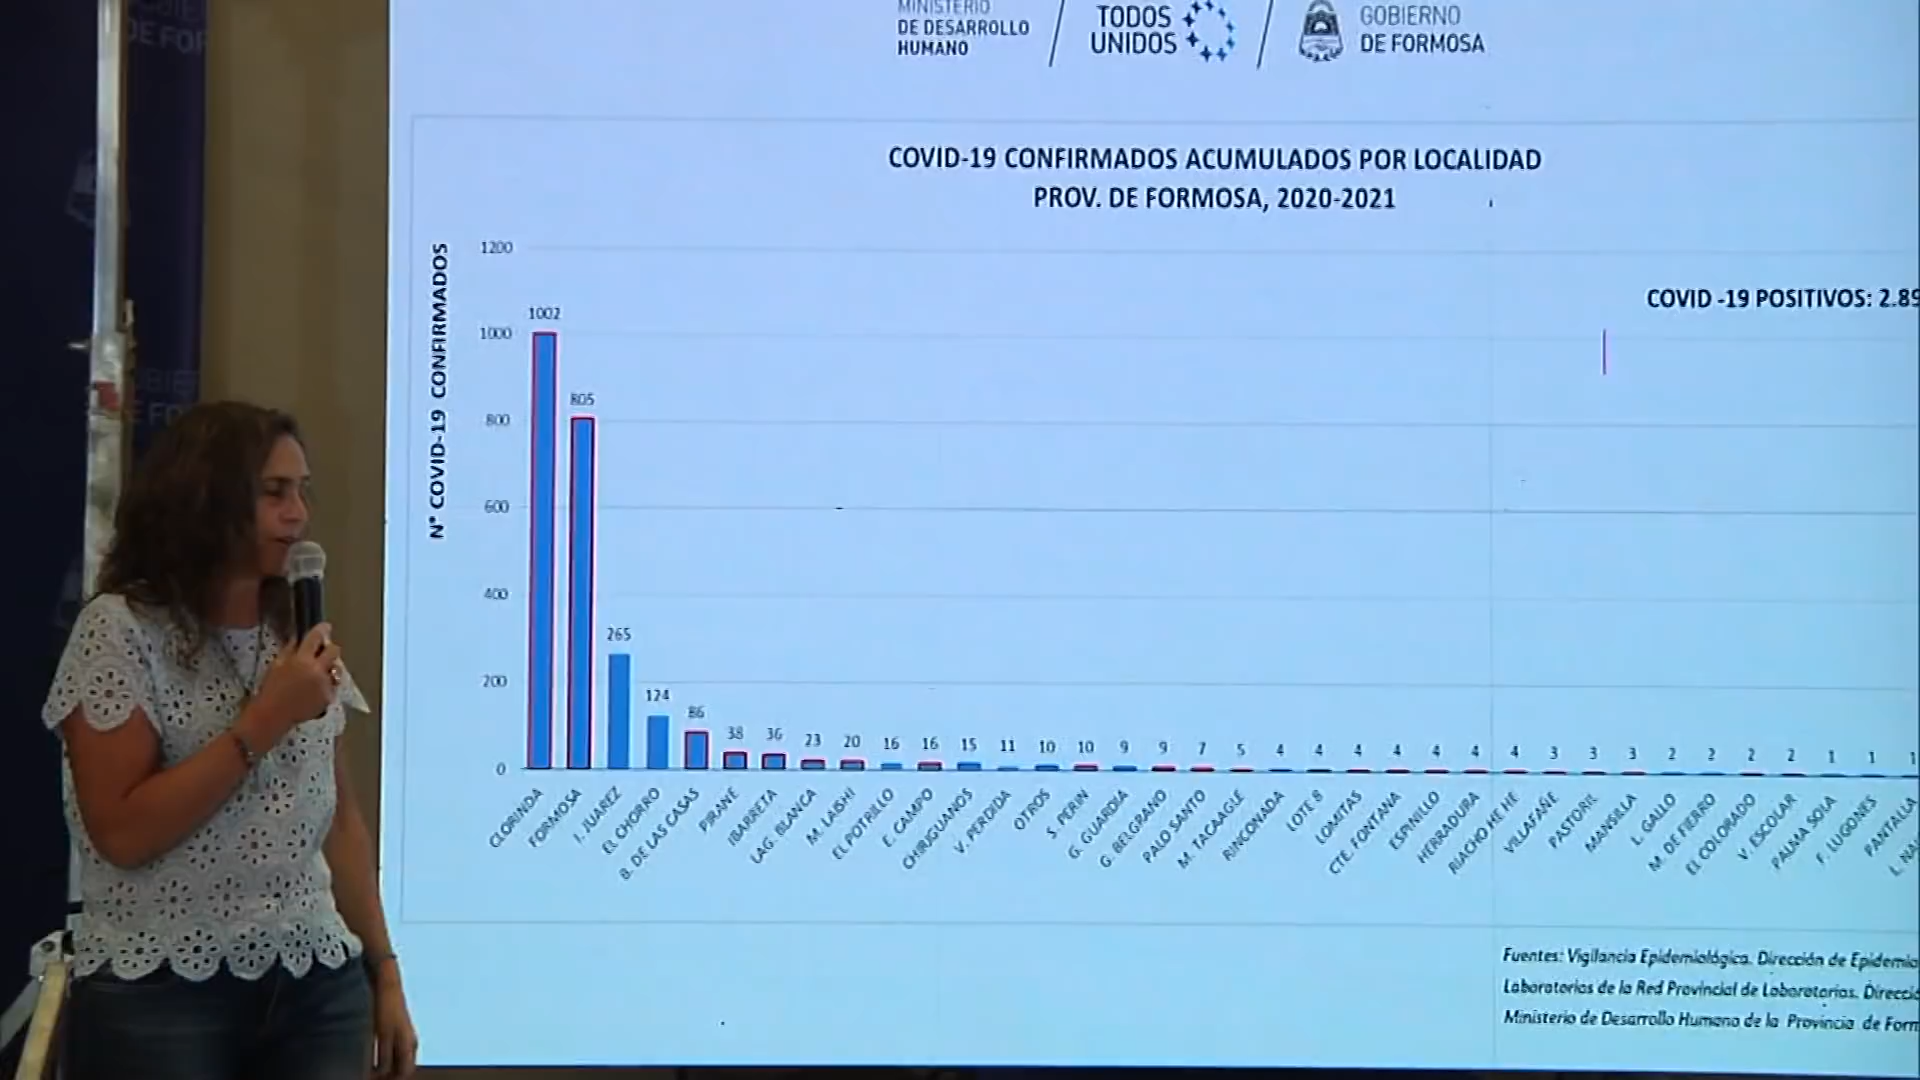 MINISTERIO
DE DESARROLLO
HUMANO
TODOS
UNIDOS
GOBIERNO
DE FORMOSA
COVID-19 CONFIRMADOS ACUMULADOS POR LOCALIDAD
PROV. DE FORMOSA, 2020-2021
COVID -19 POSITIVOS: 2.89
N° COVID-19 CONFIRMADOS
1200
1000
800
600
400
200
0
1002
805
265
124
86
38
36
23
20
16
16
15
11
10
10
9
9
7
5
4
4
4
4
4
4
4
3
3
3
2
2
2
2
1
1
1
CLORINDA
FORMOSA
I. JUAREZ
EL CHORRO
B. DE LAS CASAS
PIRANE
IBARRETA
LAG. BLANCA
M. LAISHI
EL POTRILLO
E. CAMPO
CHIRIGUANOS
V. PERDIDA
OTROS
S. PERIN
G. GUARDIA
G. BELGRANO
PALO SANTO
M. TACAAGLE
RINCONADA
LOTE 8
LOMITAS
CTE. FONTANA
ESPINILLO
HERRADURA
RIACHO HE HE
VILLAFAÑE
PASTORIL
MANSILLA
L. GALLO
M. DE FIERRO
EL COLORADO
V. ESCOLAR
PALMA SOLA
F. LUGONES
PANTALLA
Fuentes: Vigilancia Epidemiológica. Dirección de Epidemio
Laboratorios de la Red Provincial de Laboratorios. Direcció
Ministerio de Desarrollo Humano de la Provincia de Form